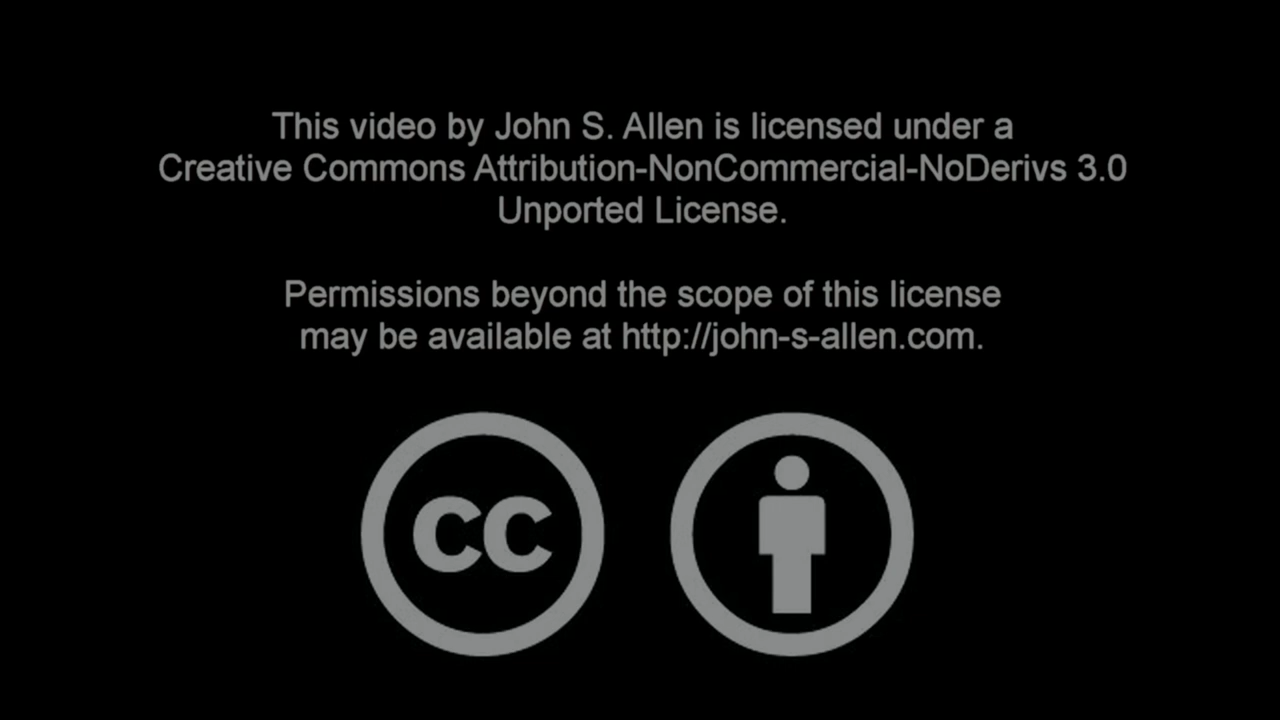 This video by John S. Allen is licensed under a
Creative Commons Attribution-NonCommercial-NoDerivs 3.0
Unported License.
Permissions beyond the scope of this license
may be available at http://john-s-allen.com.
cc